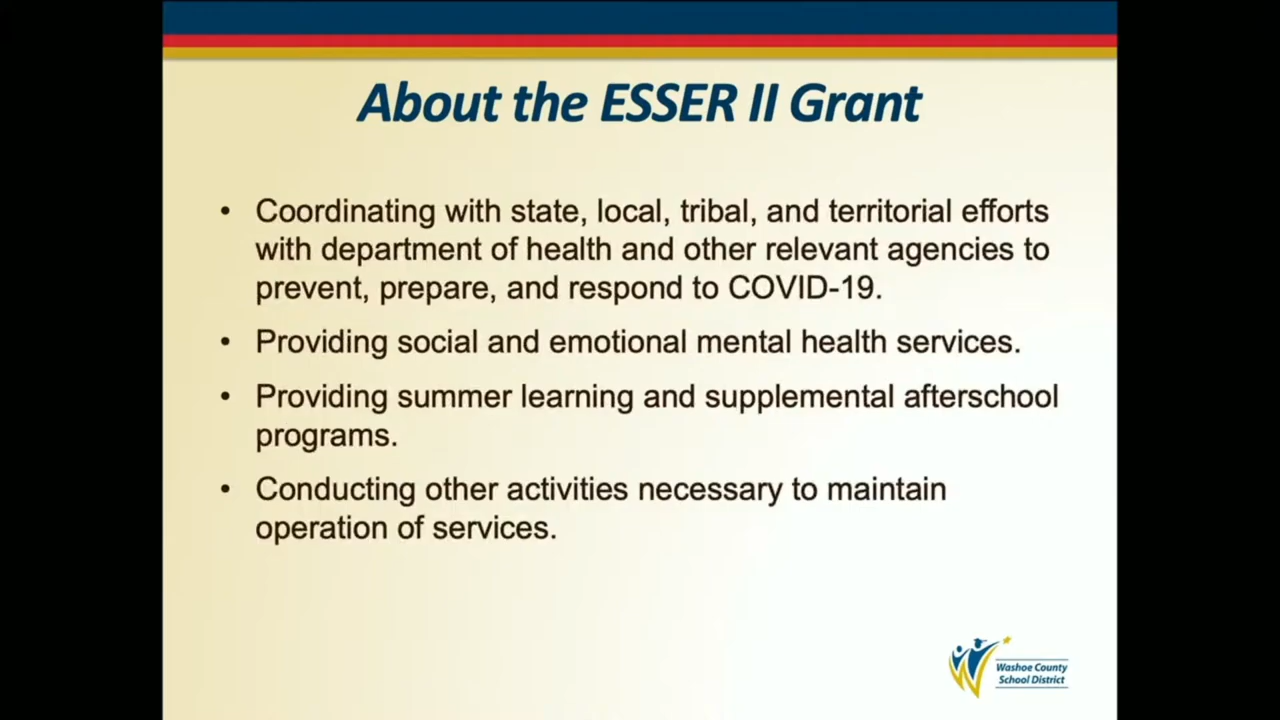 About the ESSER II Grant
• Coordinating with state, local, tribal, and territorial efforts
with department of health and other relevant agencies to
prevent, prepare, and respond to COVID-19.
• Providing social and emotional mental health services.
• Providing summer learning and supplemental afterschool
programs.
• Conducting other activities necessary to maintain
operation of services.
Washoe County
School District